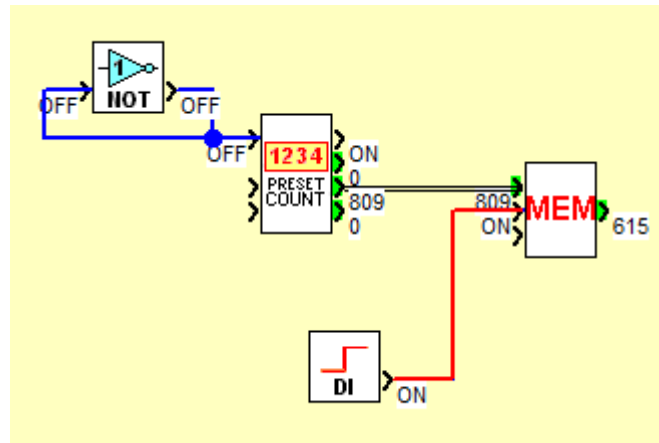 1
NOT
OFF
OFF
OFF
1234
PRESET
COUNT
ON
0
809
0
809
ON
MEM
615
DI
ON